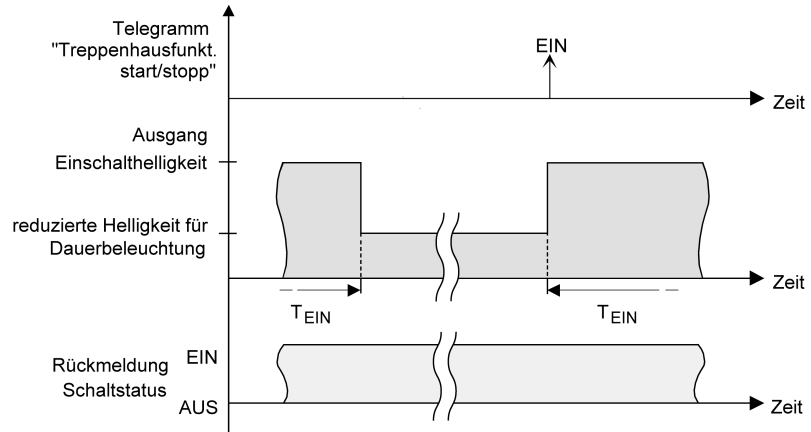 Telegramm
"Treppenhausfunkt.
start/stopp"
EIN
Zeit
Ausgang
Einschalthelligkeit
reduzierte Helligkeit für
Dauerbeleuchtung
Zeit
TEIN
TEIN
Rückmeldung
Schaltstatus
EIN
AUS
Zeit